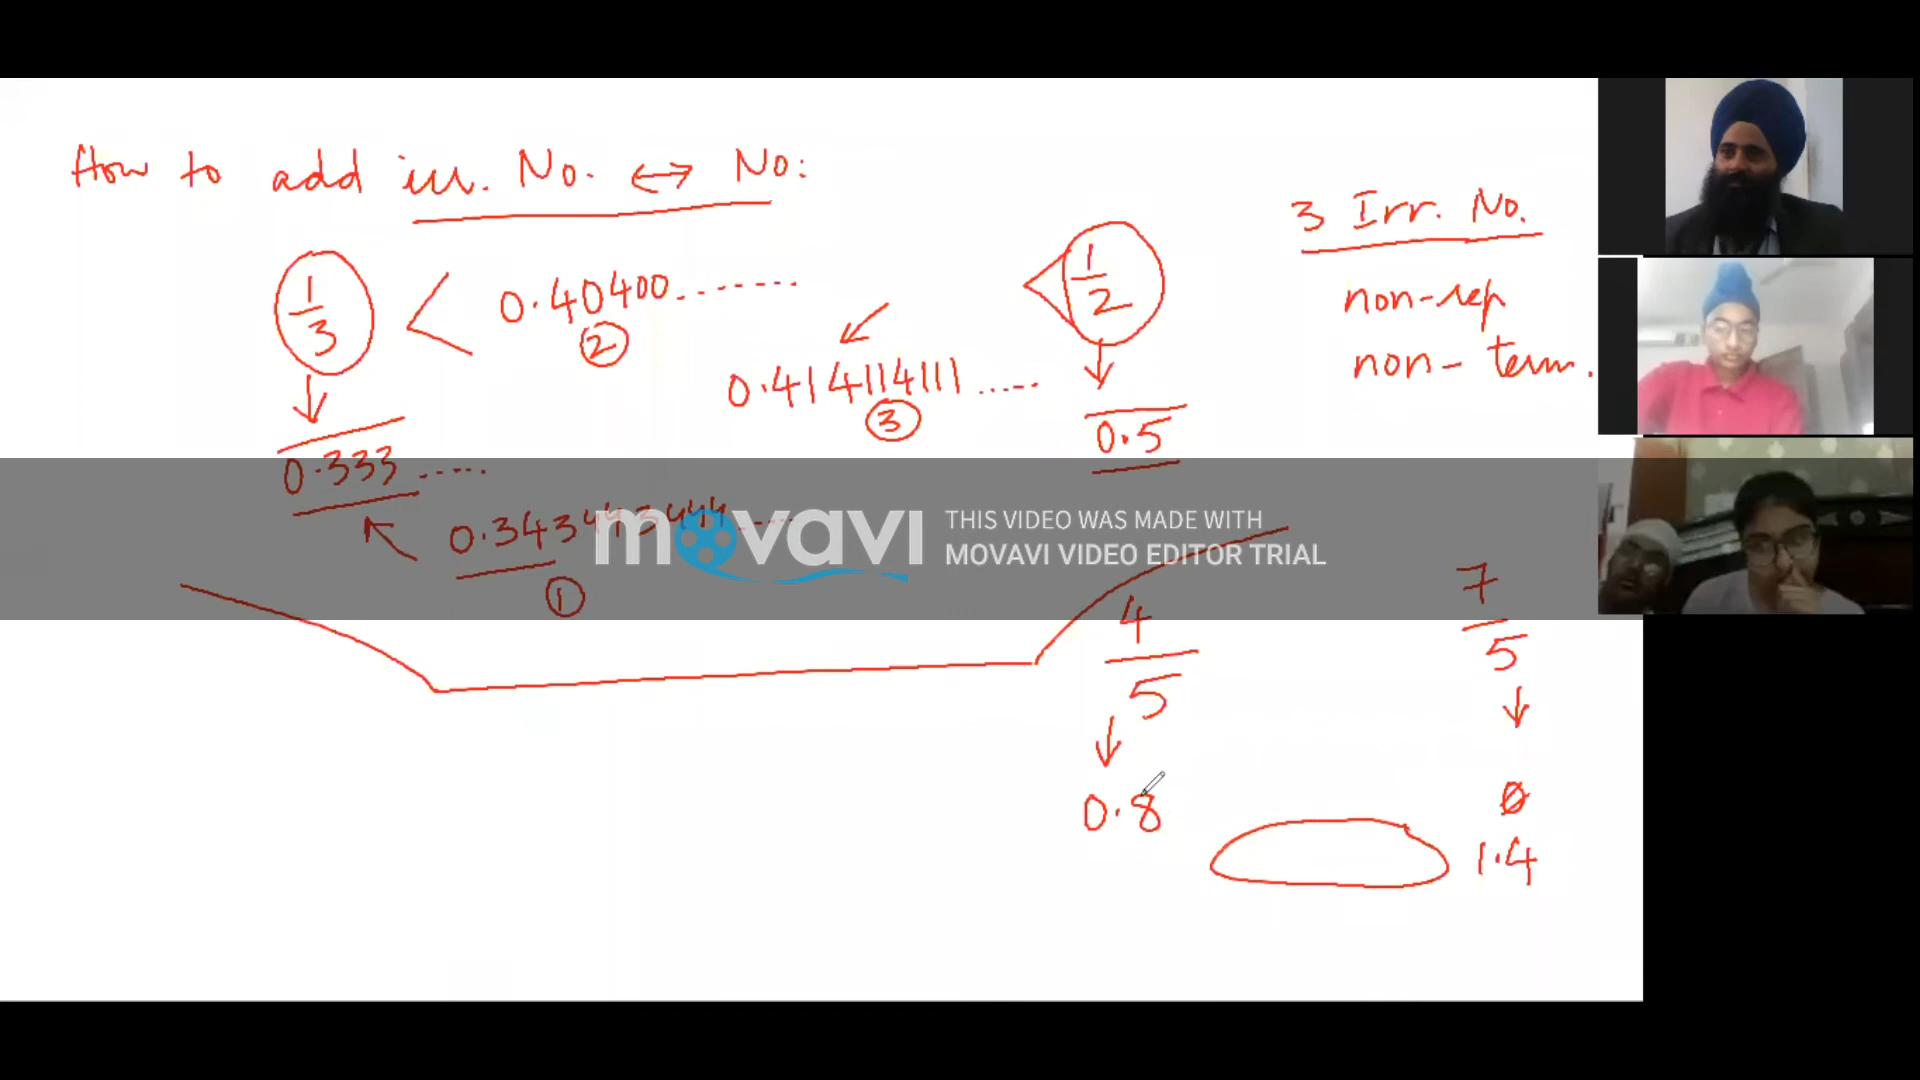 How to add irr. No. ↔ No:
3 Irr. No.
non-rep
non-term.
1/3 < 0.40400.......
②
1/2
0.414114111.....
③
0.333.....
0.5
0.343443444....
①
movavi
THIS VIDEO WAS MADE WITH
MOVAVI VIDEO EDITOR TRIAL
4/5
7/5
0.8
0
1.4